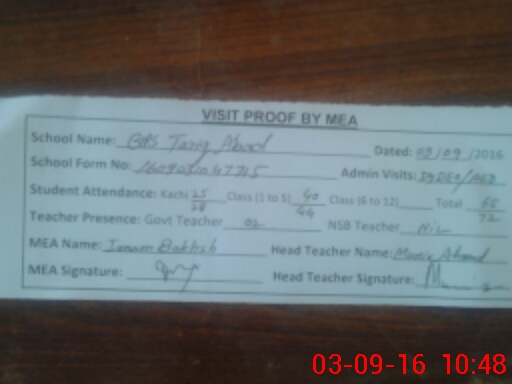 VISIT PROOF BY MEA
School Name: GBPS Tariq Abad Dated: 03/09/2016
School Form No: Admin Visits:
Student Attendance: Kachi 25/28 Class (1 to 5) 40/44 Class (6 to 12) Total 65/72
Teacher Presence: Govt Teacher 02 NSB Teacher Nil
MEA Name: Imam Bakhsh Head Teacher Name: Ahmad
MEA Signature: Head Teacher Signature:
03-09-16 10:48